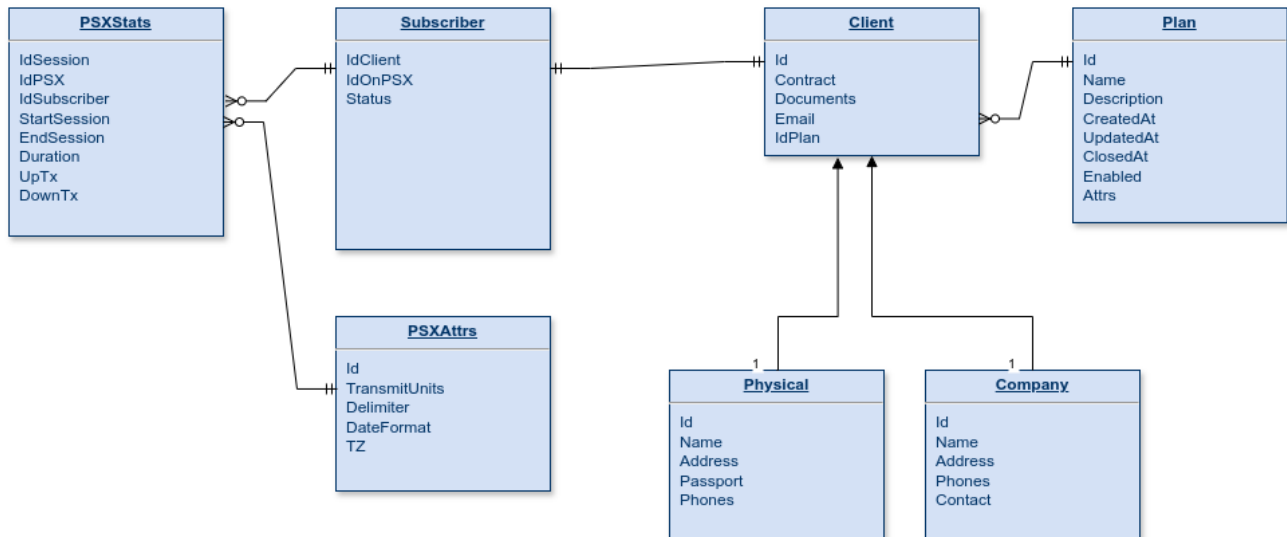 PSXStats
IdSession
IdPSX
IdSubscriber
StartSession
EndSession
Duration
UpTx
DownTx
Subscriber
IdClient
IdOnPSX
Status
Client
Id
Contract
Documents
Email
IdPlan
Plan
Id
Name
Description
CreatedAt
UpdatedAt
ClosedAt
Enabled
Attrs
PSXAttrs
Id
TransmitUnits
Delimiter
DateFormat
TZ
1
Physical
Id
Name
Address
Passport
Phones
1
Company
Id
Name
Address
Phones
Contact